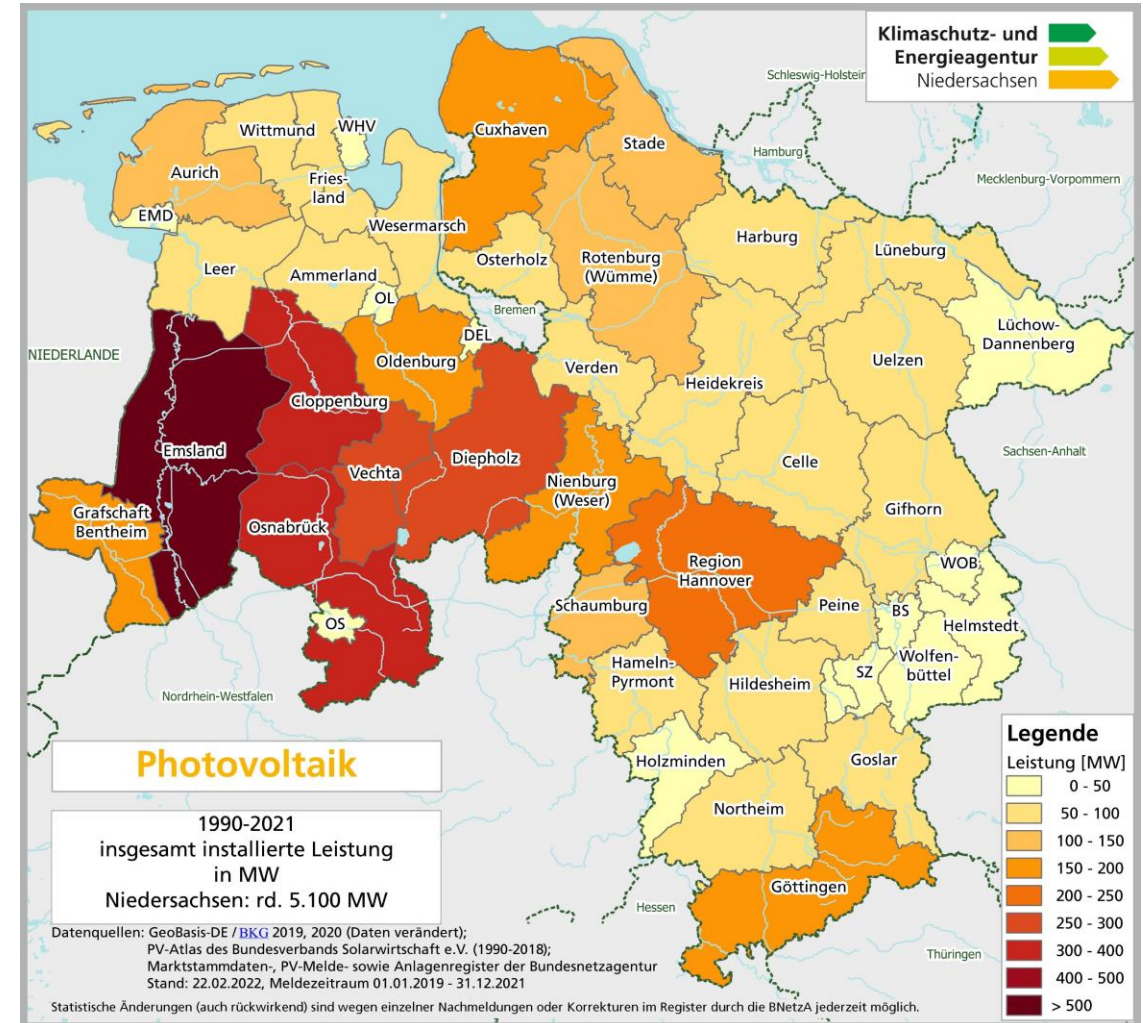 Klimaschutz- und
Energieagentur
Niedersachsen
Schleswig-Holstein
Hamburg
Mecklenburg-Vorpommern
Cuxhaven
Stade
Wittmund
WHV
Aurich
Fries-
land
EMD
Wesermarsch
Harburg
Lüneburg
Osterholz
Rotenburg
(Wümme)
Leer
Ammerland
OL
Bremen
DEL
Lüchow-
Dannenberg
NIEDERLANDE
Oldenburg
Verden
Uelzen
Heidekreis
Cloppenburg
Emsland
Vechta
Diepholz
Celle
Sachsen-Anhalt
Nienburg
(Weser)
Gifhorn
Grafschaft
Bentheim
Osnabrück
Region
Hannover
WOB
Schaumburg
Peine
BS
Helmstedt
OS
Hameln-
Pyrmont
Hildesheim
SZ
Wolfen-
büttel
Nordrhein-Westfalen
Holzminden
Goslar
Northeim
Göttingen
Hessen
Thüringen
Photovoltaik
1990-2021
insgesamt installierte Leistung
in MW
Niedersachsen: rd. 5.100 MW
Datenquellen: GeoBasis-DE / BKG 2019, 2020 (Daten verändert);
PV-Atlas des Bundesverbands Solarwirtschaft e.V. (1990-2018);
Marktstammdaten-, PV-Melde- sowie Anlagenregister der Bundesnetzagentur
Stand: 22.02.2022, Meldezeitraum 01.01.2019 - 31.12.2021
Statistische Änderungen (auch rückwirkend) sind wegen einzelner Nachmeldungen oder Korrekturen im Register durch die BNetzA jederzeit möglich.
Legende
Leistung [MW]
0 - 50
50 - 100
100 - 150
150 - 200
200 - 250
250 - 300
300 - 400
400 - 500
> 500